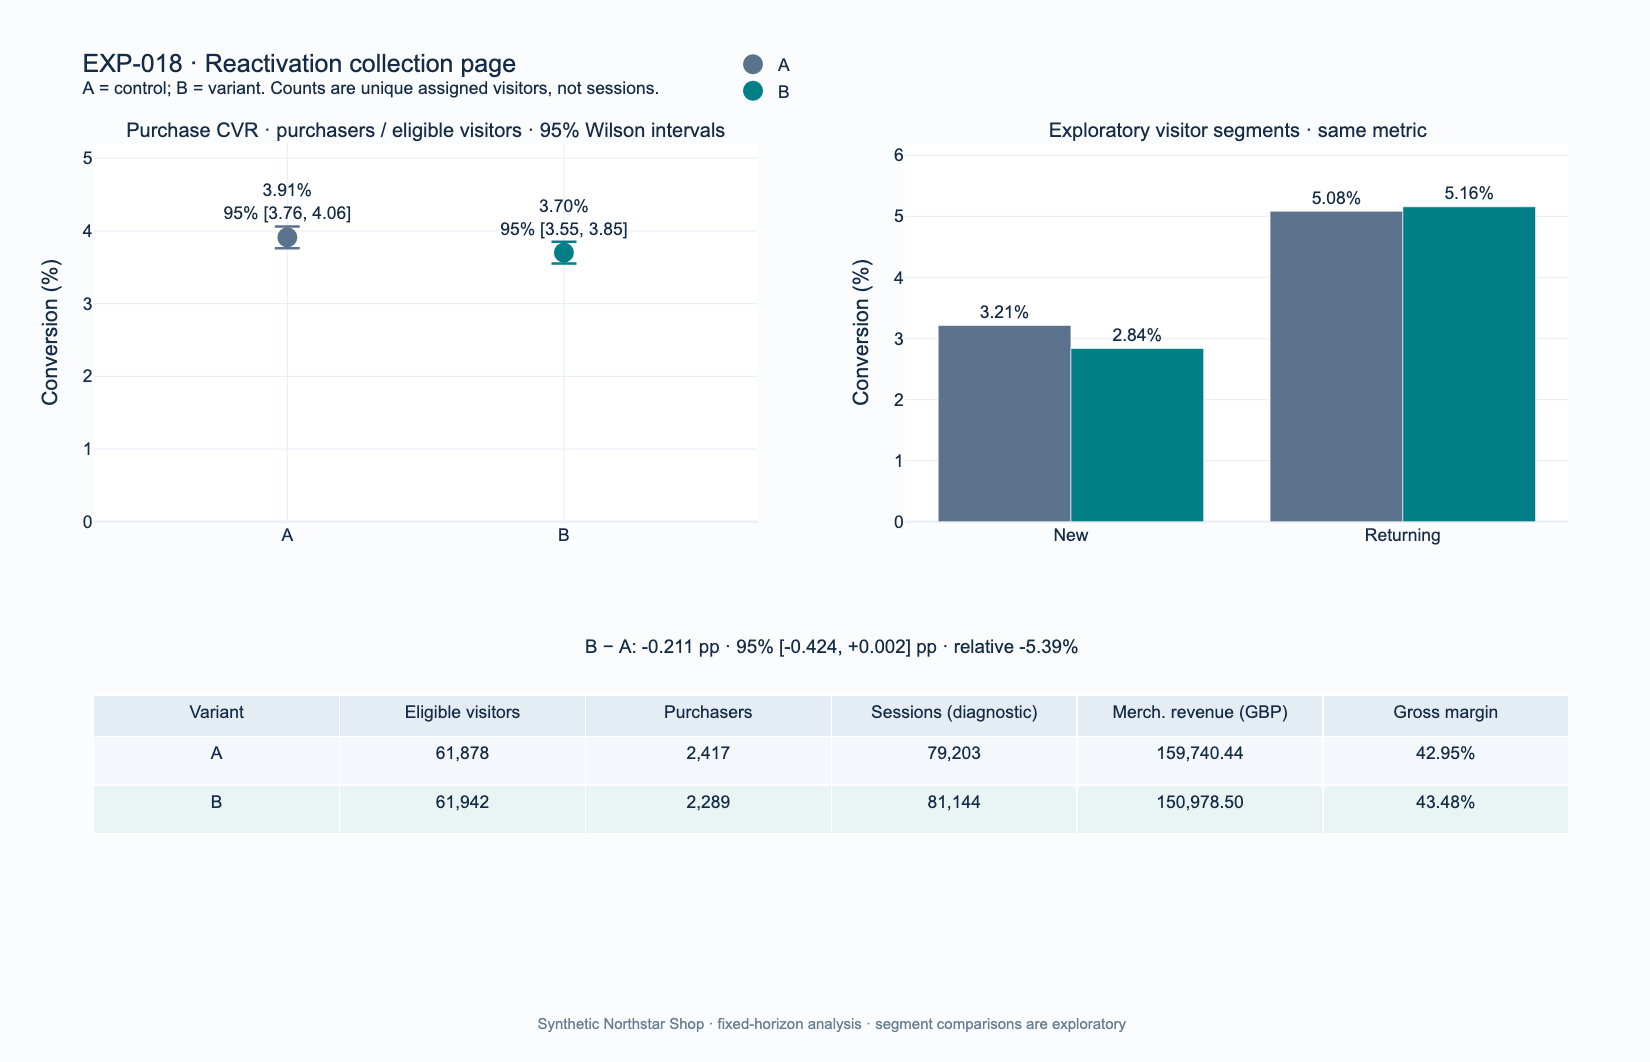 EXP-018 · Reactivation collection page
A = control; B = variant. Counts are unique assigned visitors, not sessions.
A
B
Purchase CVR · purchasers / eligible visitors · 95% Wilson intervals
Conversion (%)
5
4
3
2
1
0
3.91%
95% [3.76, 4.06]
3.70%
95% [3.55, 3.85]
A
B
Exploratory visitor segments · same metric
Conversion (%)
6
5
4
3
2
1
0
3.21%
2.84%
5.08%
5.16%
New
Returning
B − A: -0.211 pp · 95% [-0.424, +0.002] pp · relative -5.39%
Variant Eligible visitors Purchasers Sessions (diagnostic) Merch. revenue (GBP) Gross margin
A 61,878 2,417 79,203 159,740.44 42.95%
B 61,942 2,289 81,144 150,978.50 43.48%
Synthetic Northstar Shop · fixed-horizon analysis · segment comparisons are exploratory